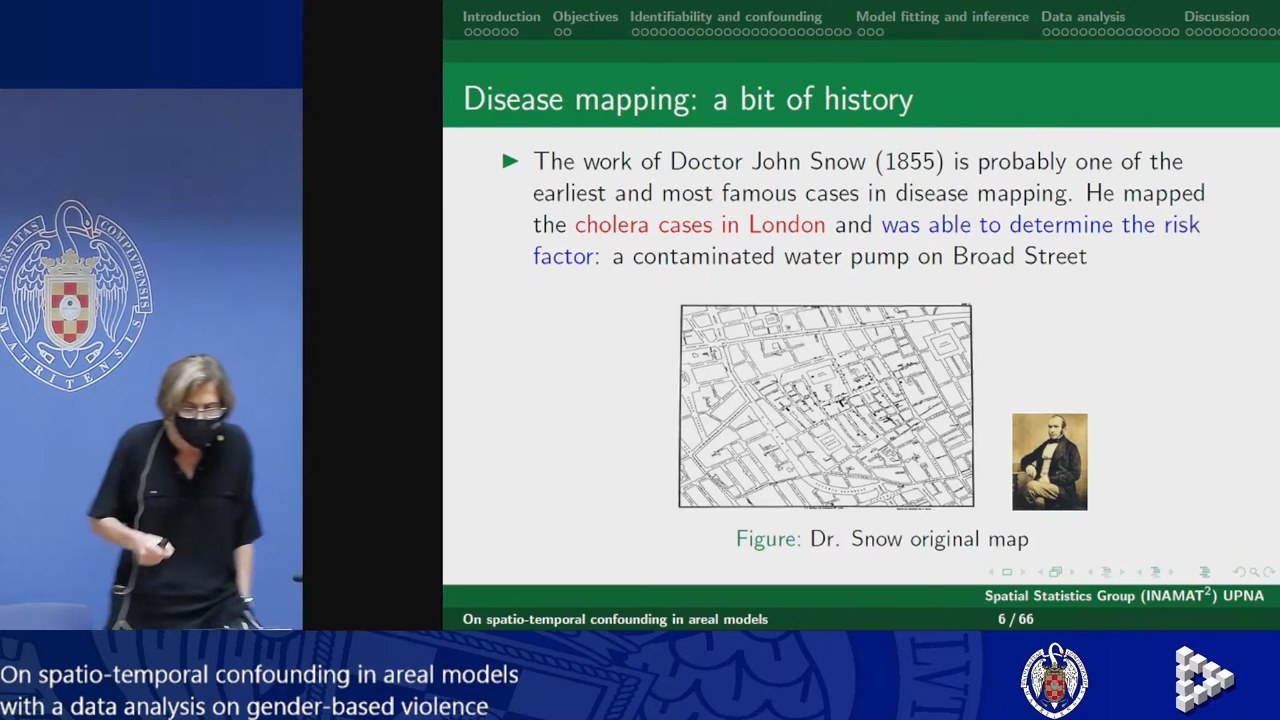 Introduction Objectives Identifiability and confounding Model fitting and inference Data analysis Discussion
Disease mapping: a bit of history
The work of Doctor John Snow (1855) is probably one of the
earliest and most famous cases in disease mapping. He mapped
the cholera cases in London and was able to determine the risk
factor: a contaminated water pump on Broad Street
Figure: Dr. Snow original map
Spatial Statistics Group (INAMAT2) UPNA
On spatio-temporal confounding in areal models 6 / 66
On spatio-temporal confounding in areal models
with a data analysis on gender-based violence